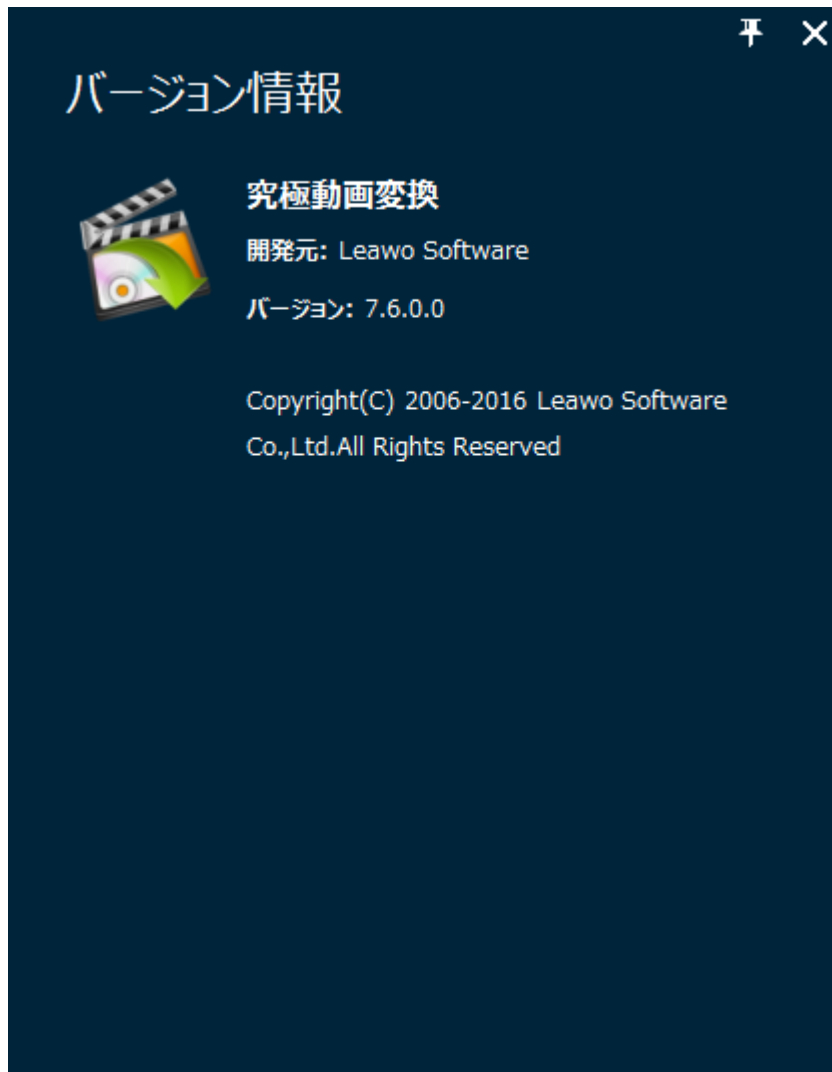 バージョン情報
究極動画変換
開発元: Leawo Software
バージョン: 7.6.0.0
Copyright(C) 2006-2016 Leawo Software
Co.,Ltd.All Rights Reserved